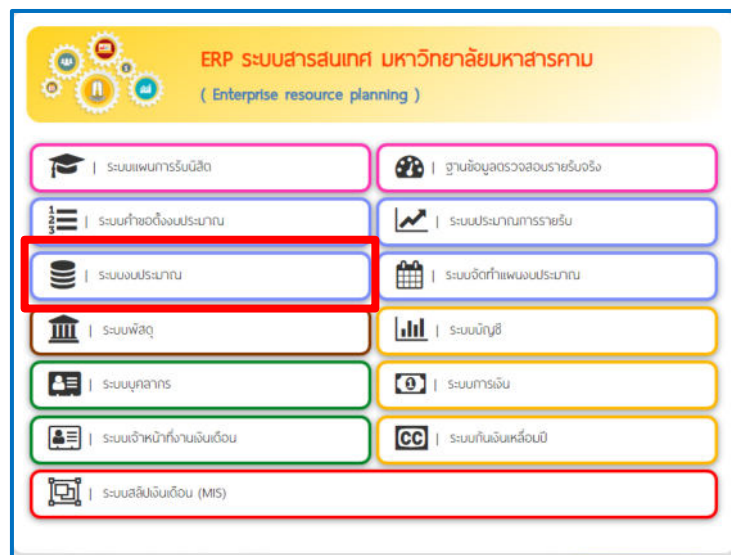 ERP ระบบสารสนเทศ มหาวิทยาลัยมหาสารคาม
( Enterprise resource planning )
| ระบบแผนการรับนิสิต
| ฐานข้อมูลตรวจสอบรายรับจริง
| ระบบคำขอตั้งงบประมาณ
| ระบบประมาณการรายรับ
| ระบบงบประมาณ
| ระบบจัดทำแผนงบประมาณ
| ระบบพัสดุ
| ระบบบัญชี
| ระบบบุคลากร
| ระบบการเงิน
| ระบบเจ้าหน้าที่งานเงินเดือน
CC | ระบบกันเงินเหลื่อมปี
| ระบบสลิปเงินเดือน (MIS)